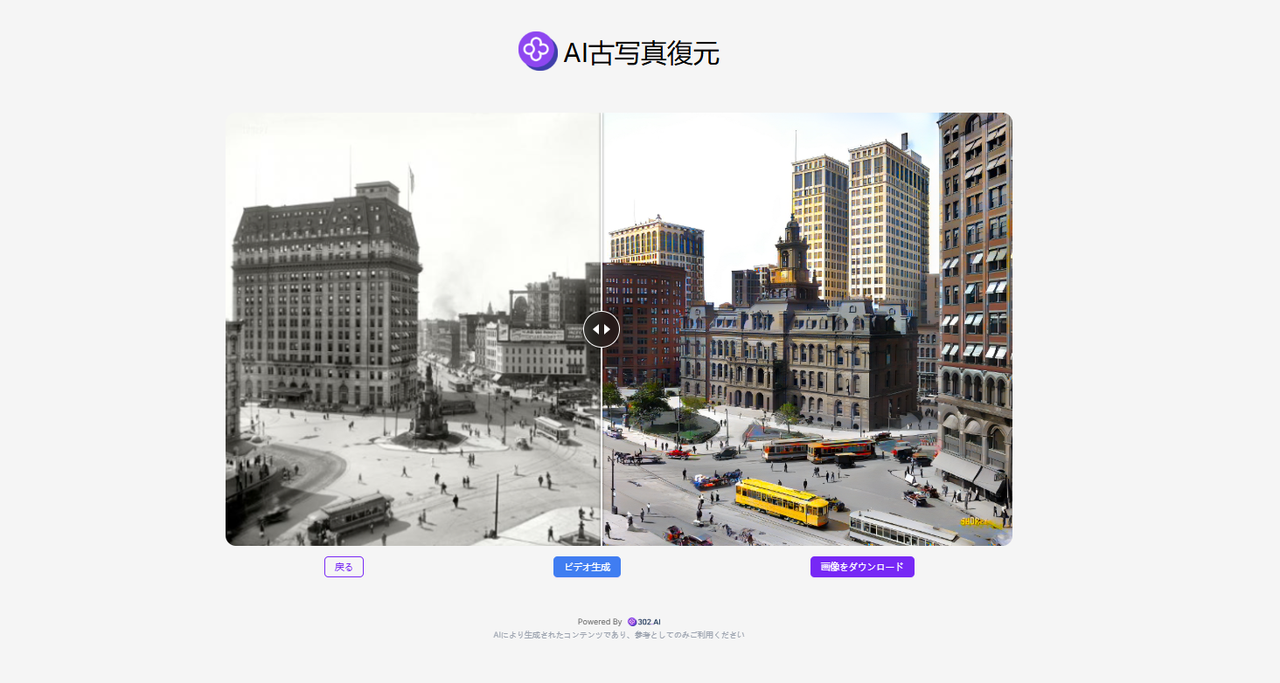 AI古写真復元
戻る
ビデオ生成
画像をダウンロード
Powered By 302.AI
AIにより生成されたコンテンツであり、参考としてのみご利用ください